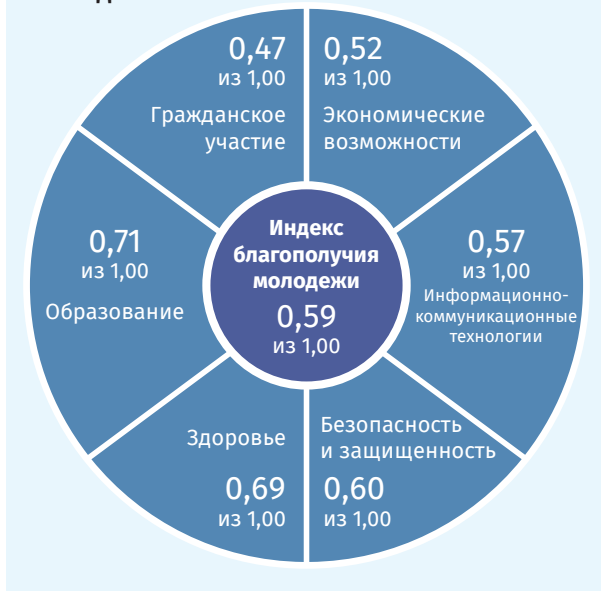 0,47
из 1,00
Гражданское
участие
0,52
из 1,00
Экономические
возможности
0,71
из 1,00
Образование
Индекс
благополучия
молодежи
0,59
из 1,00
0,57
из 1,00
Информационно-
коммуникационные
технологии
Здоровье
0,69
из 1,00
Безопасность
и защищенность
0,60
из 1,00